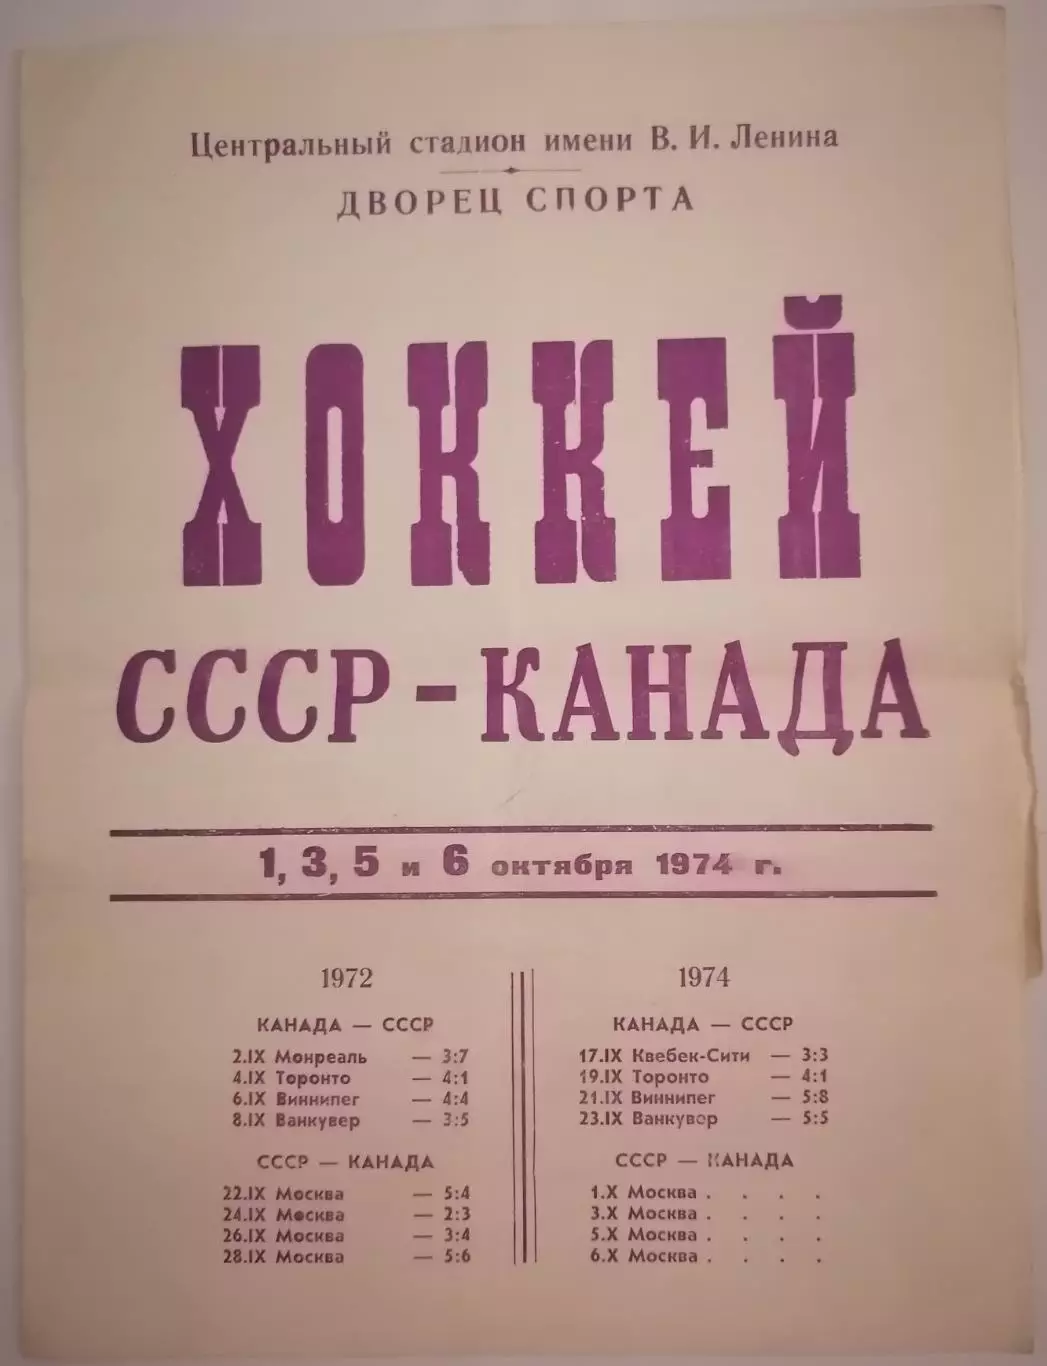 Центральный стадион имени В. И. Ленина
ДВОРЕЦ СПОРТА
ХОККЕЙ
СССР - КАНАДА
1, 3, 5 и 6 октября 1974 г.
1972
КАНАДА — СССР
2.IX Монреаль — 3:7
4.IX Торонто — 4:1
6.IX Виннипег — 4:4
8.IX Ванкувер — 3:5
СССР — КАНАДА
22.IX Москва — 5:4
24.IX Москва — 2:3
26.IX Москва — 3:4
28.IX Москва — 5:6
1974
КАНАДА — СССР
17.IX Квебек-Сити — 3:3
19.IX Торонто — 4:1
21.IX Виннипег — 5:8
23.IX Ванкувер — 5:5
СССР — КАНАДА
1.X Москва . . . .
3.X Москва . . . .
5.X Москва . . . .
6.X Москва . . . .